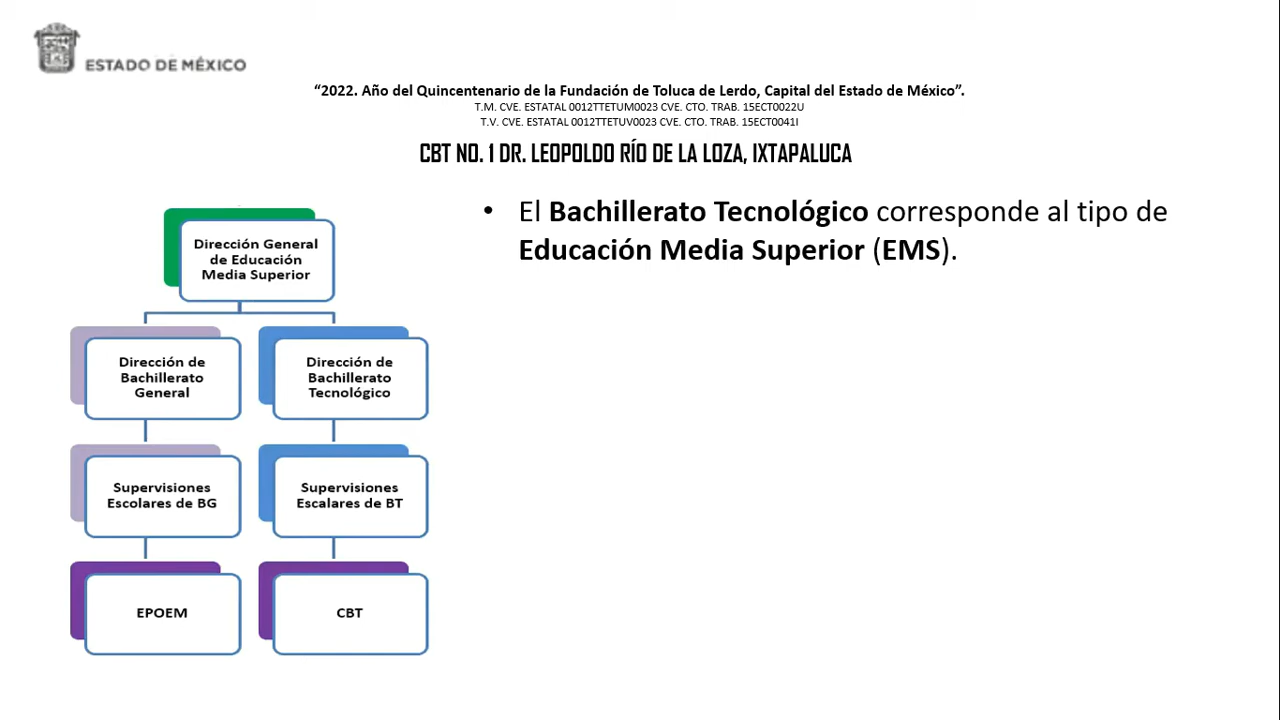 ESTADO DE MÉXICO
“2022. Año del Quincentenario de la Fundación de Toluca de Lerdo, Capital del Estado de México”.
T.M. CVE. ESTATAL 0012TTETUM0023 CVE. CTO. TRAB. 15ECT0022U
T.V. CVE. ESTATAL 0012TTETUV0023 CVE. CTO. TRAB. 15ECT0041I
CBT NO. 1 DR. LEOPOLDO RÍO DE LA LOZA, IXTAPALUCA
• El Bachillerato Tecnológico corresponde al tipo de
Educación Media Superior (EMS).
Dirección General
de Educación
Media Superior
Dirección de
Bachillerato
General
Dirección de
Bachillerato
Tecnológico
Supervisiones
Escolares de BG
Supervisiones
Escalares de BT
EPOEM
CBT